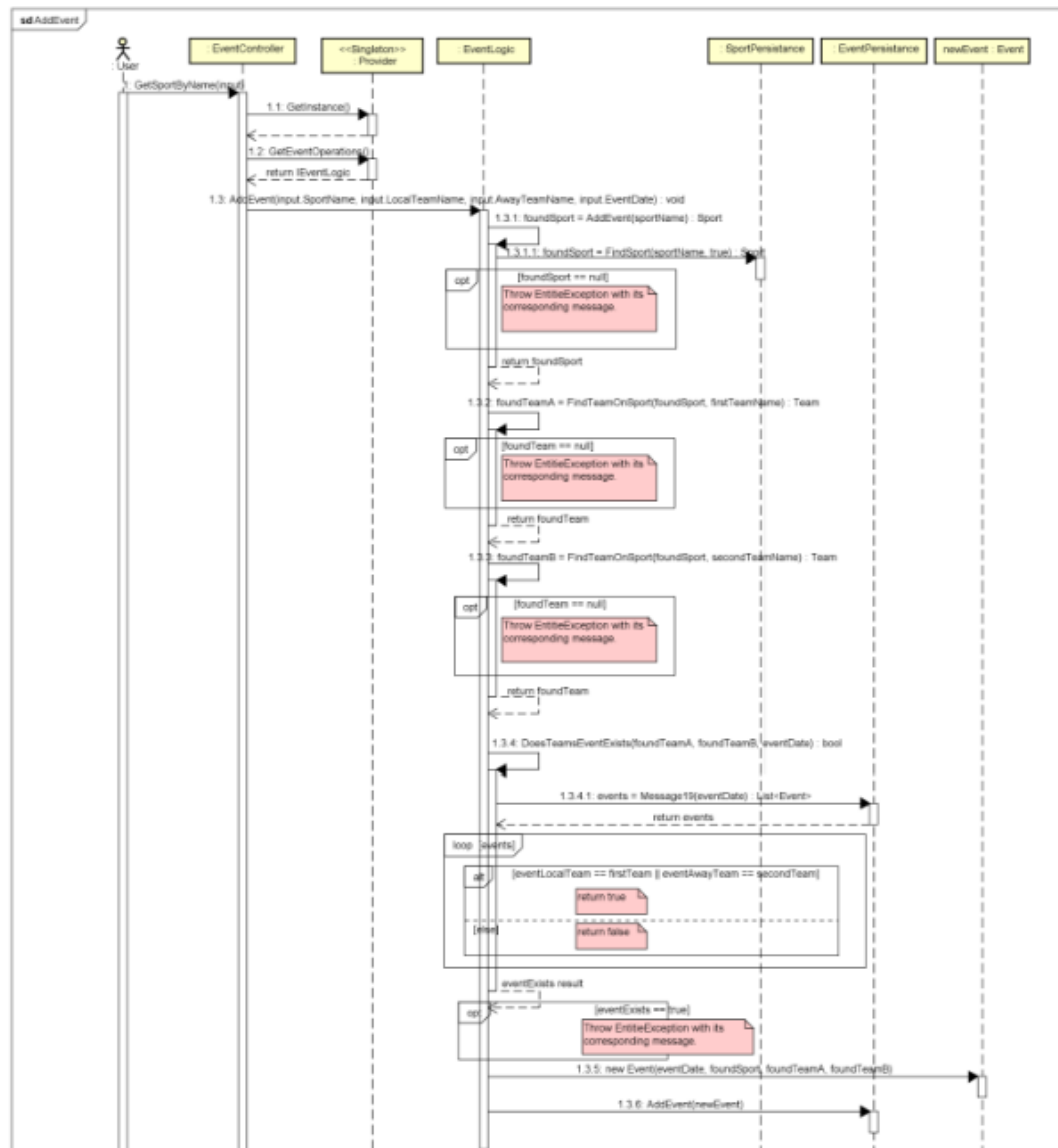 sd AddEvent
: User
: EventController
<<Singleton>>
: Provider
: EventLogic
: SportPersistance
: EventPersistance
newEvent : Event
1: GetSportByName(input)
1.1: GetInstance()
1.2: GetEventOperations()
return IEventLogic
1.3: AddEvent(input.SportName, input.LocalTeamName, input.AwayTeamName, input.EventDate) : void
1.3.1: foundSport = AddEvent(sportName) : Sport
1.3.1.1: foundSport = FindSport(sportName, true) : Sport
opt
[foundSport == null]
Throw EntitieException with its
corresponding message.
return foundSport
1.3.2: foundTeamA = FindTeamOnSport(foundSport, firstTeamName) : Team
opt
[foundTeam == null]
Throw EntitieException with its
corresponding message.
return foundTeam
1.3.3: foundTeamB = FindTeamOnSport(foundSport, secondTeamName) : Team
opt
[foundTeam == null]
Throw EntitieException with its
corresponding message.
return foundTeam
1.3.4: DoesTeamsEventExists(foundTeamA, foundTeamB, eventDate) : bool
1.3.4.1: events = Message19(eventDate) : List<Event>
return events
loop [events]
alt
[eventLocalTeam == firstTeam || eventAwayTeam == secondTeam]
return true
[else]
return false
eventExists result
opt
[eventExists == true]
Throw EntitieException with its
corresponding message.
1.3.5: new Event(eventDate, foundSport, foundTeamA, foundTeamB)
1.3.6: AddEvent(newEvent)